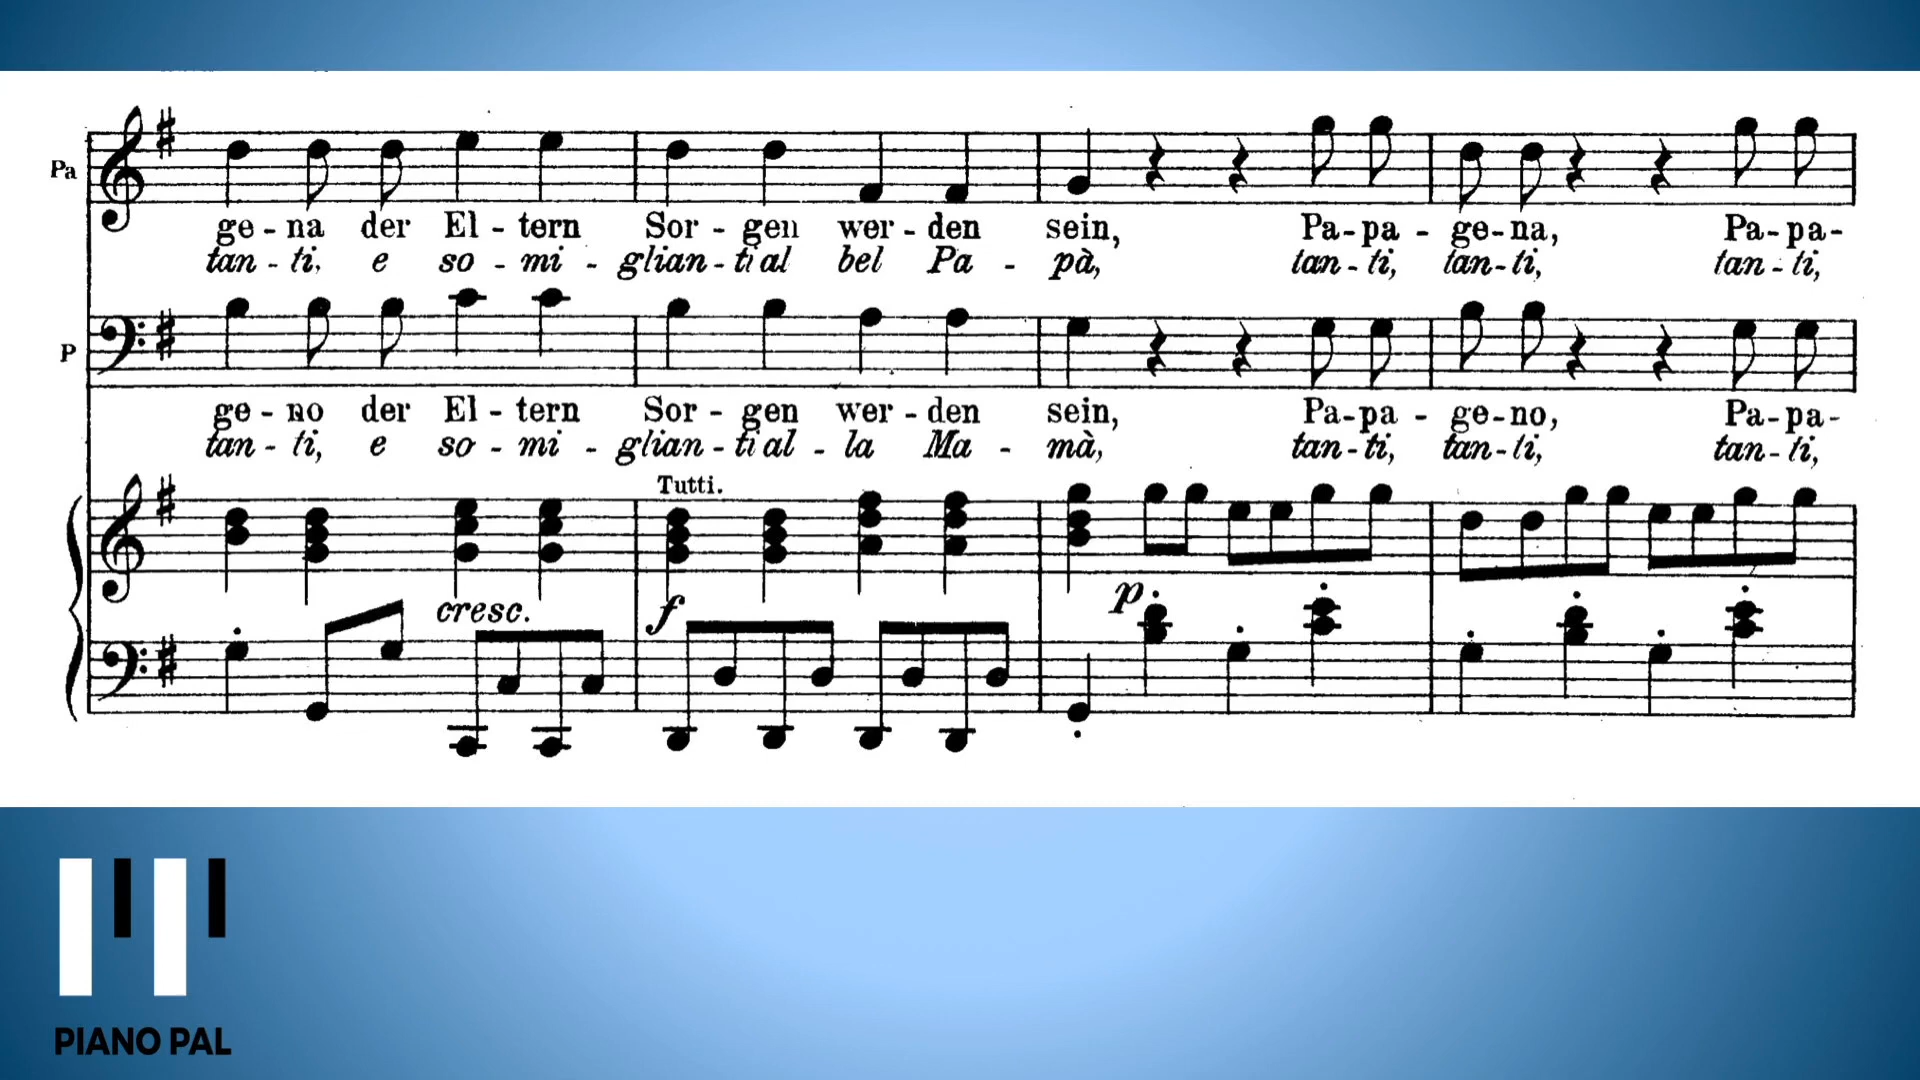 Pa
ge - na der El - tern Sor - gen wer - den sein, Pa - pa - ge - na, Pa - pa -
tan - ti, e so - mi - glian - ti al bel Pa - pà, tan - ti, tan - ti, tan - ti,
P
ge - no der El - tern Sor - gen wer - den sein, Pa - pa - ge - no, Pa - pa -
tan - ti, e so - mi - glian - ti al - la Ma - mà, tan - ti, tan - ti, tan - ti,
Tutti.
cresc. f p
PIANO PAL